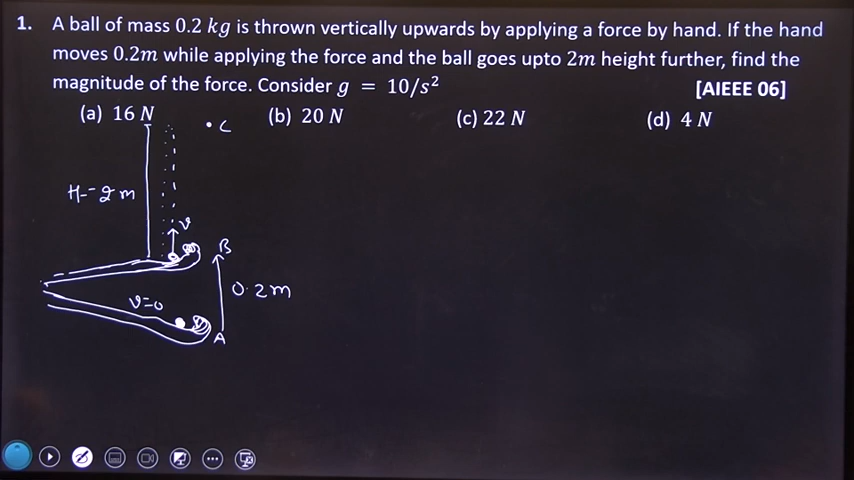 1. A ball of mass 0.2 kg is thrown vertically upwards by applying a force by hand. If the hand
moves 0.2m while applying the force and the ball goes upto 2m height further, find the
magnitude of the force. Consider g = 10/s² [AIEEE 06]
(a) 16 N (b) 20 N (c) 22 N (d) 4 N
C
H = 2 m
v
B
0.2m
v=0
A